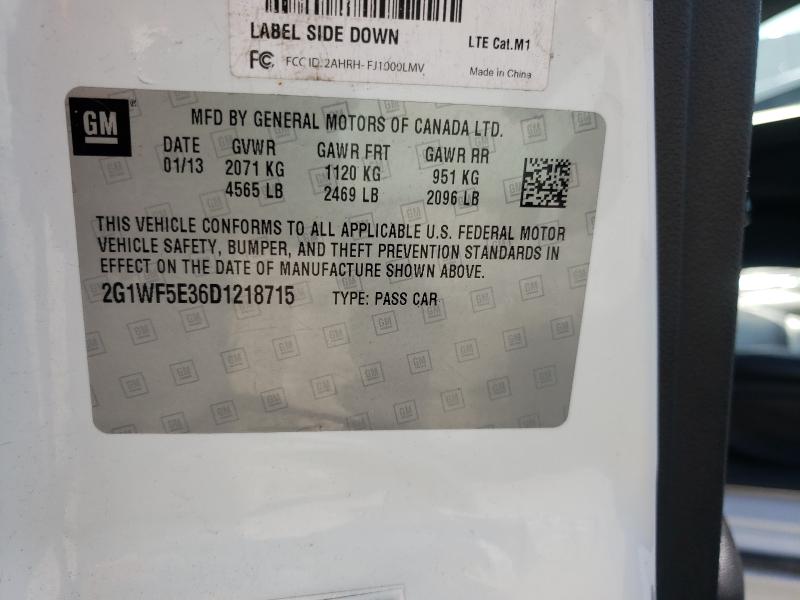 LABEL SIDE DOWN
LTE Cat.M1
FC FCC ID:2AHRH-FJ1000LMV
Made in China
GM®
MFD BY GENERAL MOTORS OF CANADA LTD.
DATE GVWR GAWR FRT GAWR RR
01/13 2071 KG 1120 KG 951 KG
4565 LB 2469 LB 2096 LB
THIS VEHICLE CONFORMS TO ALL APPLICABLE U.S. FEDERAL MOTOR
VEHICLE SAFETY, BUMPER, AND THEFT PREVENTION STANDARDS IN
EFFECT ON THE DATE OF MANUFACTURE SHOWN ABOVE.
2G1WF5E36D1218715 TYPE: PASS CAR